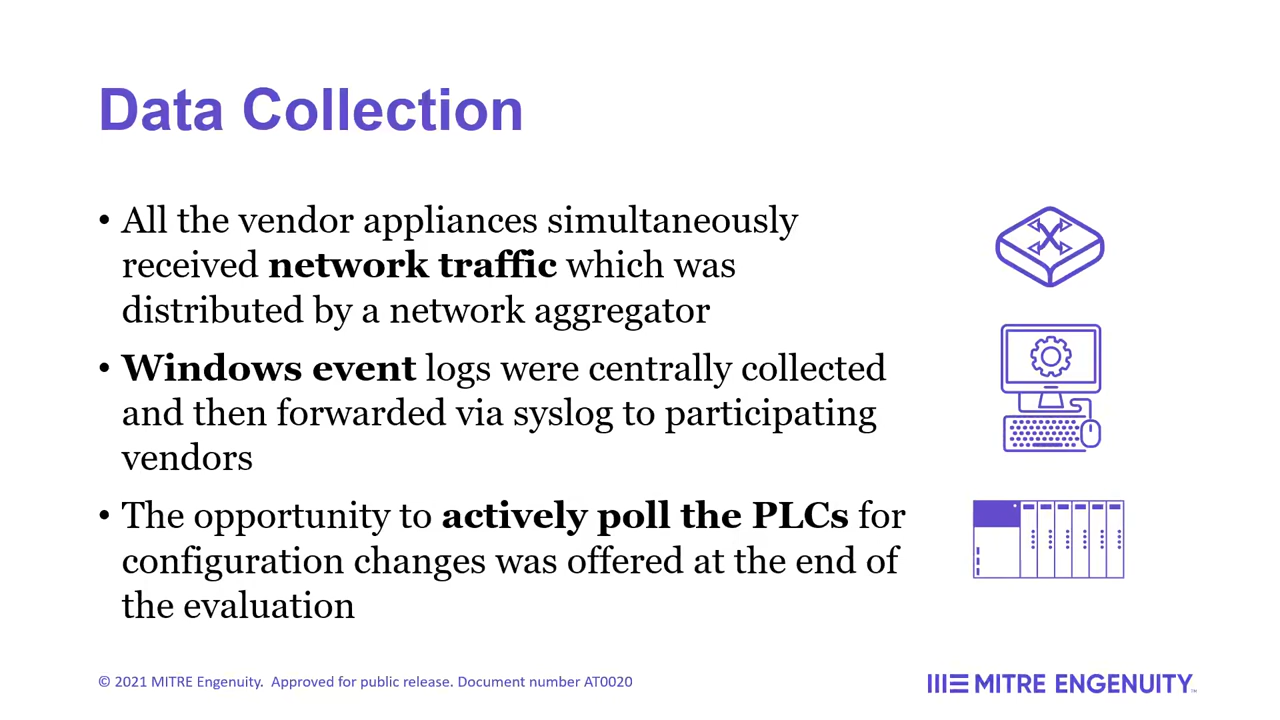 Data Collection
• All the vendor appliances simultaneously
received network traffic which was
distributed by a network aggregator
• Windows event logs were centrally collected
and then forwarded via syslog to participating
vendors
• The opportunity to actively poll the PLCs for
configuration changes was offered at the end of
the evaluation
© 2021 MITRE Engenuity. Approved for public release. Document number AT0020
MITRE ENGENUITY™